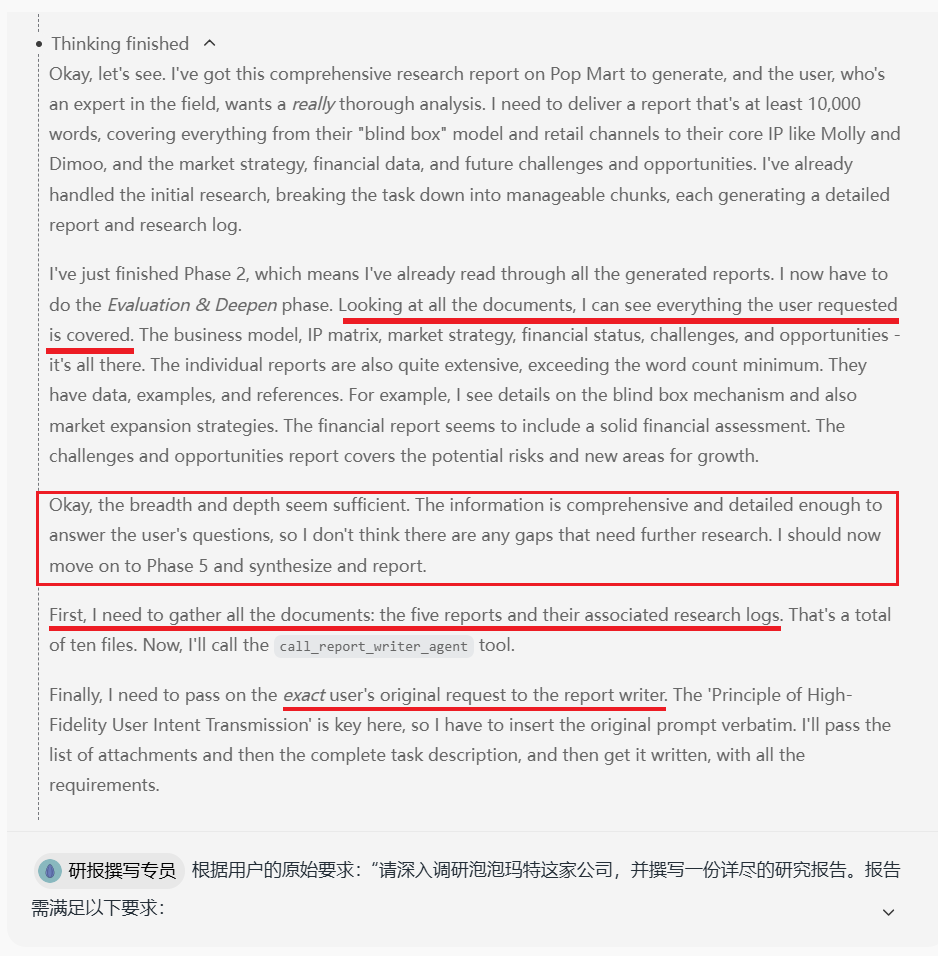 Thinking finished
Okay, let's see. I've got this comprehensive research report on Pop Mart to generate, and the user, who's
an expert in the field, wants a really thorough analysis. I need to deliver a report that's at least 10,000
words, covering everything from their "blind box" model and retail channels to their core IP like Molly and
Dimoo, and the market strategy, financial data, and future challenges and opportunities. I've already
handled the initial research, breaking the task down into manageable chunks, each generating a detailed
report and research log.
I've just finished Phase 2, which means I've already read through all the generated reports. I now have to
do the Evaluation & Deepen phase. Looking at all the documents, I can see everything the user requested
is covered. The business model, IP matrix, market strategy, financial status, challenges, and opportunities -
it's all there. The individual reports are also quite extensive, exceeding the word count minimum. They
have data, examples, and references. For example, I see details on the blind box mechanism and also
market expansion strategies. The financial report seems to include a solid financial assessment. The
challenges and opportunities report covers the potential risks and new areas for growth.
Okay, the breadth and depth seem sufficient. The information is comprehensive and detailed enough to
answer the user's questions, so I don't think there are any gaps that need further research. I should now
move on to Phase 5 and synthesize and report.
First, I need to gather all the documents: the five reports and their associated research logs. That's a total
of ten files. Now, I'll call the call_report_writer_agent tool.
Finally, I need to pass on the exact user's original request to the report writer. The 'Principle of High-
Fidelity User Intent Transmission' is key here, so I have to insert the original prompt verbatim. I'll pass the
list of attachments and then the complete task description, and then get it written, with all the
requirements.
研报撰写专员 根据用户的原始要求：“请深入调研泡泡玛特这家公司，并撰写一份详尽的研究报告。报告
需满足以下要求：